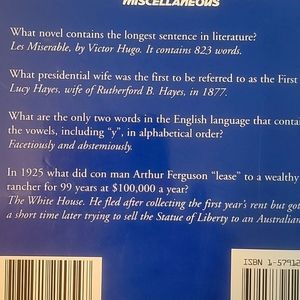 MISCELLANEOUS
What novel contains the longest sentence in literature?
Les Miserable, by Victor Hugo. It contains 823 words.
What presidential wife was the first to be referred to as the First
Lucy Hayes, wife of Rutherford B. Hayes, in 1877.
What are the only two words in the English language that conta
the vowels, including "y", in alphabetical order?
Facetiously and abstemiously.
In 1925 what did con man Arthur Ferguson "lease" to a wealthy
rancher for 99 years at $100,000 a year?
The White House. He fled after collecting the first year's rent but got
a short time later trying to sell the Statue of Liberty to an Australian
ISBN 1-57912